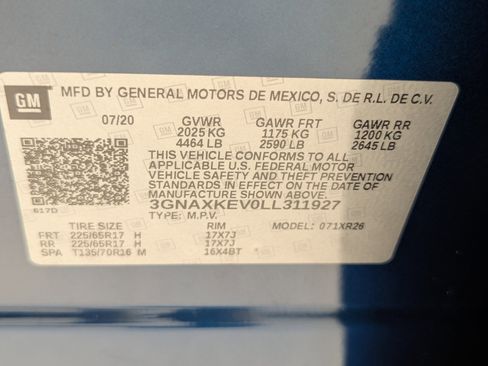 GM MFD BY GENERAL MOTORS DE MEXICO, S. DE R.L. DE C.V.
07/20 GVWR GAWR FRT GAWR RR
2025 KG 1175 KG 1200 KG
4464 LB 2590 LB 2645 LB
THIS VEHICLE CONFORMS TO ALL
APPLICABLE U.S. FEDERAL MOTOR
VEHICLE SAFETY AND THEFT PREVENTION
STANDARDS IN EFFECT ON THE DATE OF
MANUFACTURE SHOWN ABOVE.
3GNAXKEV0LL311927
617D TYPE: M.P.V. MODEL: 071XR26
TIRE SIZE RIM
FRT 225/65R17 H 17X7J
RR 225/65R17 H 17X7J
SPA T135/70R16 M 16X4BT